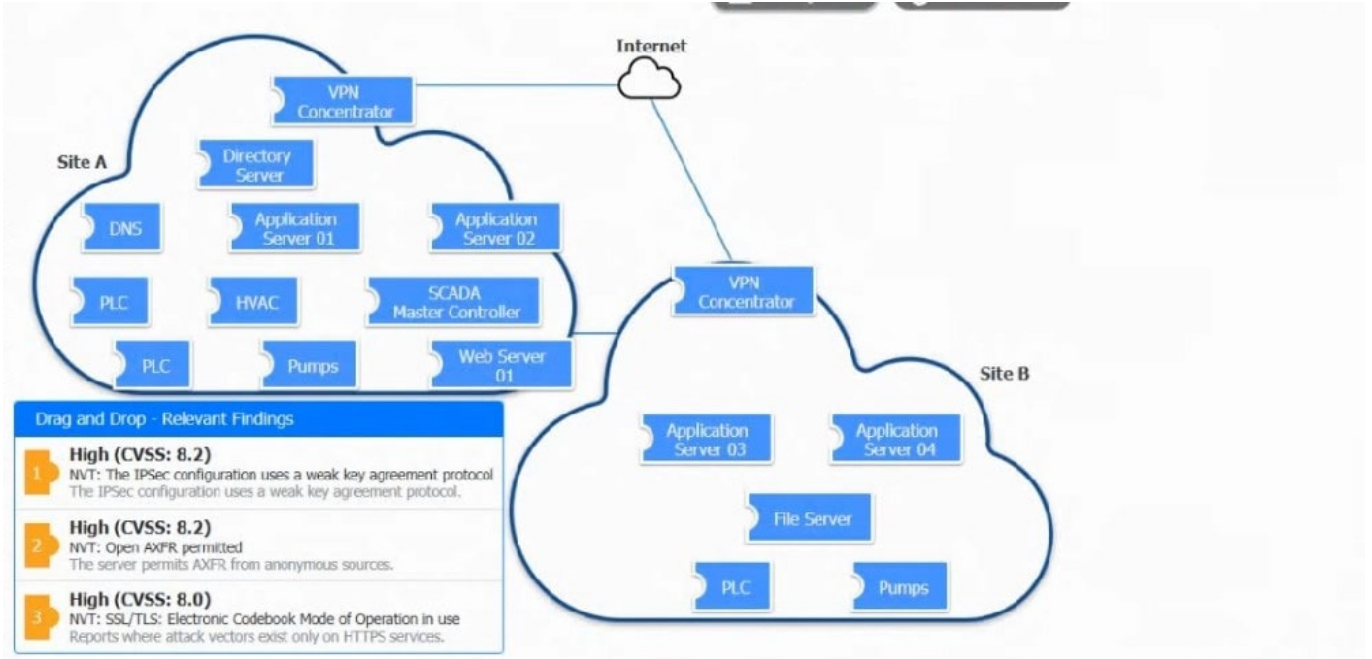 Internet
VPN
Concentrator
Site A
Directory
Server
DNS
Application
Server 01
Application
Server 02
PLC
HVAC
SCADA
Master Controller
PLC
Pumps
Web Server
01
VPN
Concentrator
Site B
Application
Server 03
Application
Server 04
File Server
PLC
Pumps
Drag and Drop - Relevant Findings
1
High (CVSS: 8.2)
NVT: The IPSec configuration uses a weak key agreement protocol
The IPSec configuration uses a weak key agreement protocol.
2
High (CVSS: 8.2)
NVT: Open AXFR permitted
The server permits AXFR from anonymous sources.
3
High (CVSS: 8.0)
NVT: SSL/TLS: Electronic Codebook Mode of Operation in use
Reports where attack vectors exist only on HTTPS services.